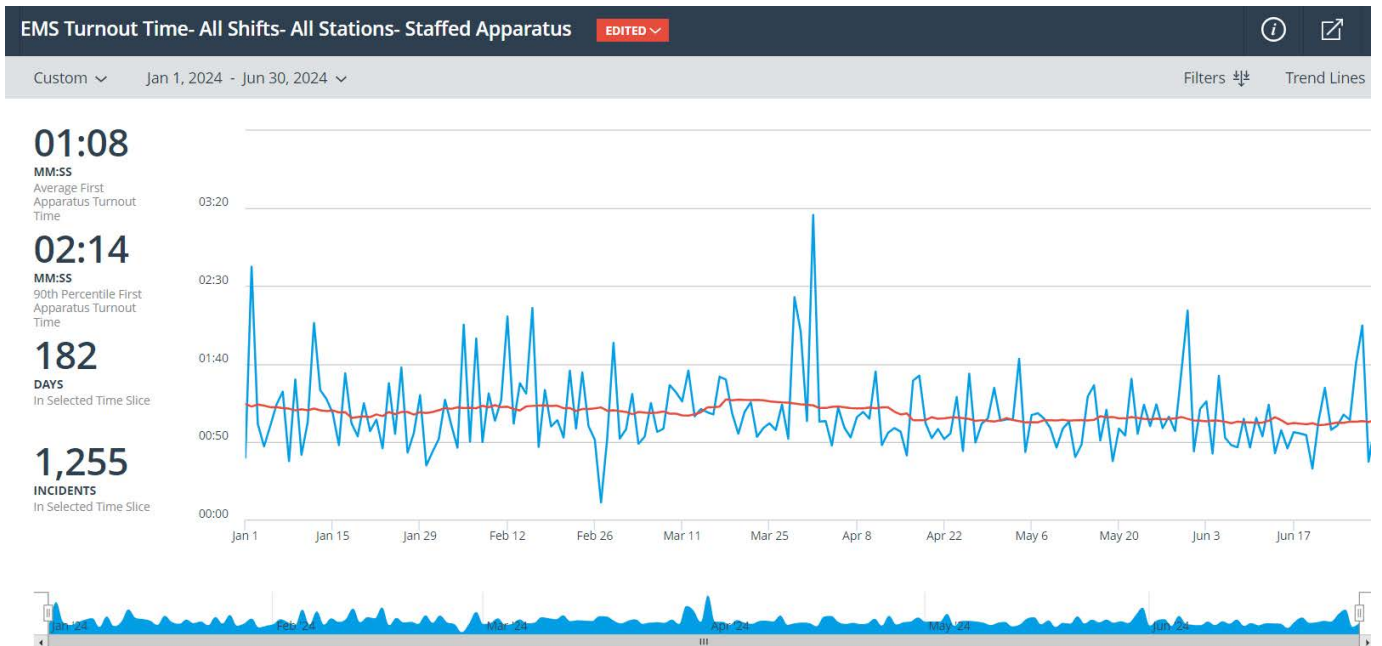 EMS Turnout Time- All Shifts- All Stations- Staffed Apparatus EDITED
Custom Jan 1, 2024 - Jun 30, 2024 Filters Trend Lines
01:08
MM:SS
Average First
Apparatus Turnout
Time
02:14
MM:SS
90th Percentile First
Apparatus Turnout
Time
182
DAYS
In Selected Time Slice
1,255
INCIDENTS
In Selected Time Slice
03:20
02:30
01:40
00:50
00:00
Jan 1 Jan 15 Jan 29 Feb 12 Feb 26 Mar 11 Mar 25 Apr 8 Apr 22 May 6 May 20 Jun 3 Jun 17
Jan '24 Feb '24 Mar '24 Apr '24 May '24 Jun '24